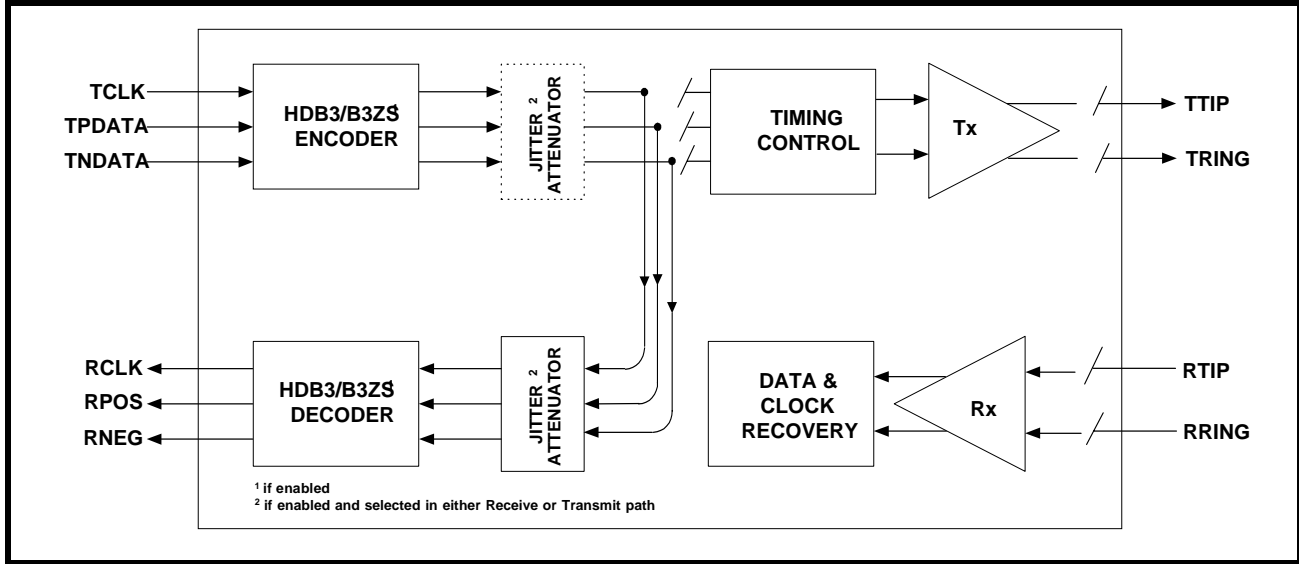 TCLK
TPDATA
TNDATA
HDB3/B3ZS1
ENCODER
JITTER 2
ATTENUATOR
TIMING
CONTROL
Tx
TTIP
TRING
RCLK
RPOS
RNEG
HDB3/B3ZS1
DECODER
JITTER 2
ATTENUATOR
DATA &
CLOCK
RECOVERY
Rx
RTIP
RRING
1 if enabled
2 if enabled and selected in either Receive or Transmit path